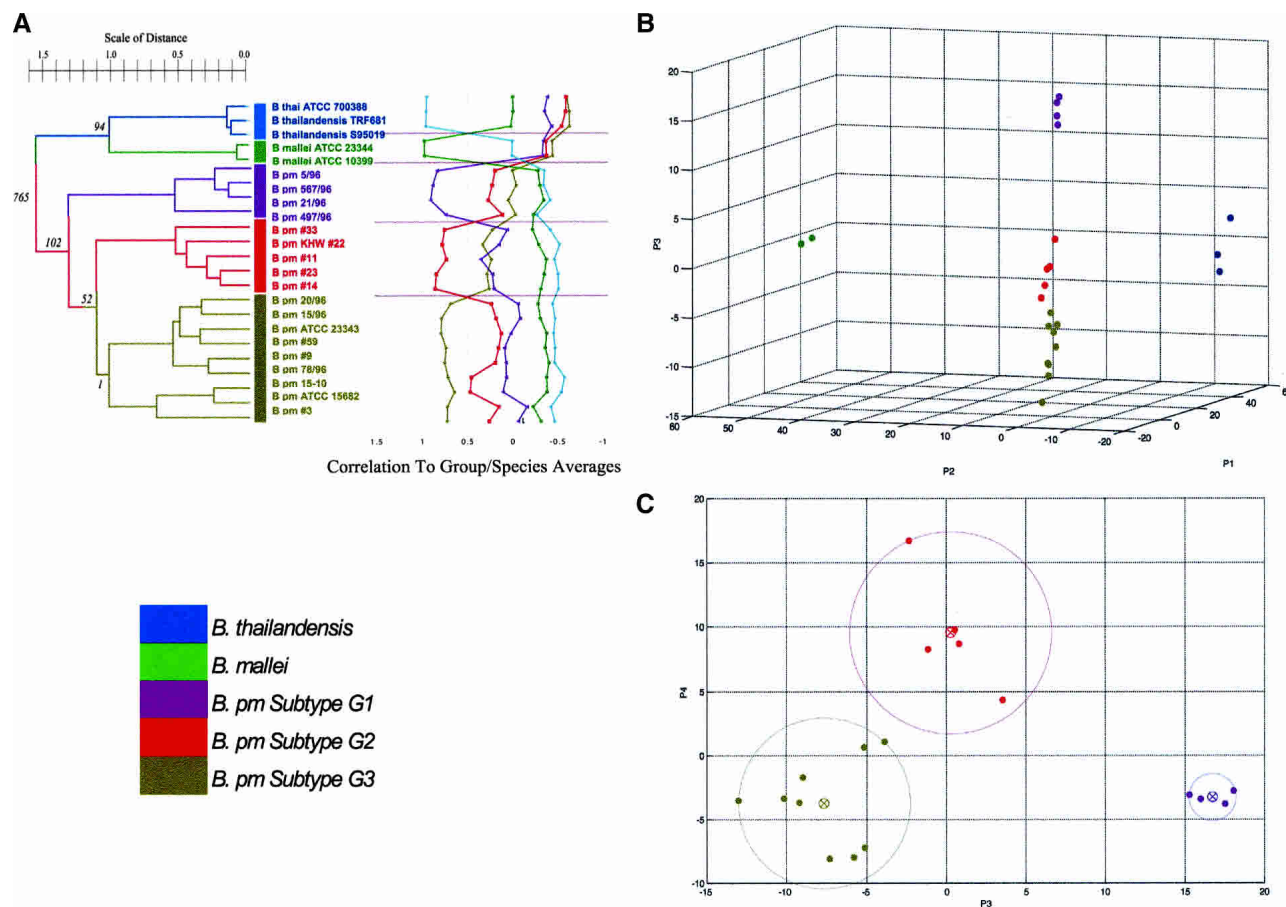 A
Scale of Distance
1.5 1.0 0.5 0.0
B thai ATCC 700388
B thailandensis TRF681
B thailandensis S95019
B mallei ATCC 23344
B mallei ATCC 10399
B pm 5/96
B pm 567/96
B pm 21/96
B pm 497/96
B pm #33
B pm KHW #22
B pm #11
B pm #23
B pm #14
B pm 20/96
B pm 15/96
B pm ATCC 23343
B pm #59
B pm #9
B pm 78/96
B pm 15-10
B pm ATCC 15682
B pm #3
94
765
102
52
1
1.5 1 0.5 0 -0.5 -1
Correlation To Group/Species Averages
B. thailandensis
B. mallei
B. pm Subtype G1
B. pm Subtype G2
B. pm Subtype G3
B
20
15
10
5
0
-5
-10
-15
P3
60 50 40 30 20 10 0 -10 -20
P2
-20 0 20 40
P1
C
20
15
10
5
0
-5
-10
P4
-15 -10 -5 0 5 10 15 20
P3